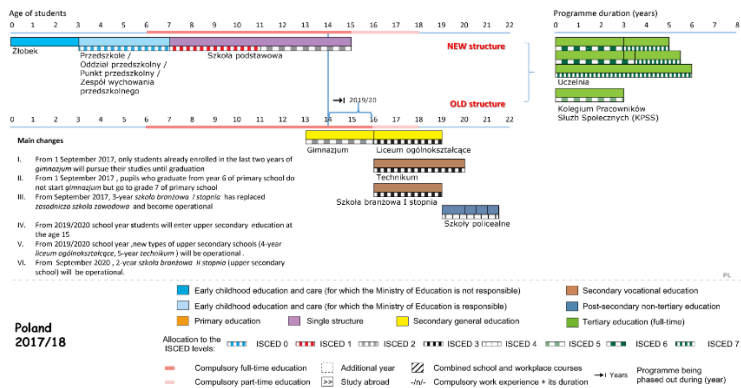 Age of students
Programme duration (years)
0 1 2 3 4 5 6 7 8 9 10 11 12 13 14 15 16 17 18 19 20 21 22
0 1 2 3 4 5 6 7 8 9
Żłobek
Przedszkole /
Oddział przedszkolny /
Punkt przedszkolny /
Zespół wychowania
przedszkolnego
Szkoła podstawowa
NEW structure
Uczelnia
Kolegium Pracowników
Służb Społecznych (KPSS)
2019/20
OLD structure
0 1 2 3 4 5 6 7 8 9 10 11 12 13 14 15 16 17 18 19 20 21 22
Main changes
Gimnazjum
Liceum ogólnokształcące
Technikum
Szkoła branżowa I stopnia
Szkoły policealne
I. From 1 September 2017, only students already enrolled in the last two years of
gimnazjum will pursue their studies until graduation
II. From 1 September 2017, pupils who graduate from year 6 of primary school do
not start gimnazjum but go to grade 7 of primary school
III. From September 2017, 3-year szkoła branżowa I stopnia has replaced
zasadnicza szkoła zawodowa and become operational
IV. From 2019/2020 school year students will enter upper secondary education at
the age 15
V. From 2019/2020 school year ,new types of upper secondary schools (4-year
liceum ogólnokształcące, 5-year technikum ) will be operational .
VI. From September 2020 , 2-year szkoła branżowa II stopnia (upper secondary
school) will be operational.
PL
Early childhood education and care (for which the Ministry of Education is not responsible)
Secondary vocational education
Early childhood education and care (for which the Ministry of Education is responsible)
Post-secondary non-tertiary education
Primary education
Single structure
Secondary general education
Tertiary education (full-time)
Poland
2017/18
Allocation to the
ISCED levels:
ISCED 0
ISCED 1
ISCED 2
ISCED 3
ISCED 4
ISCED 5
ISCED 6
ISCED 7
Compulsory full-time education
Additional year
Combined school and workplace courses
Years
Programme being
phased out during (year)
Compulsory part-time education
>> Study abroad
-/n/- Compulsory work experience + its duration